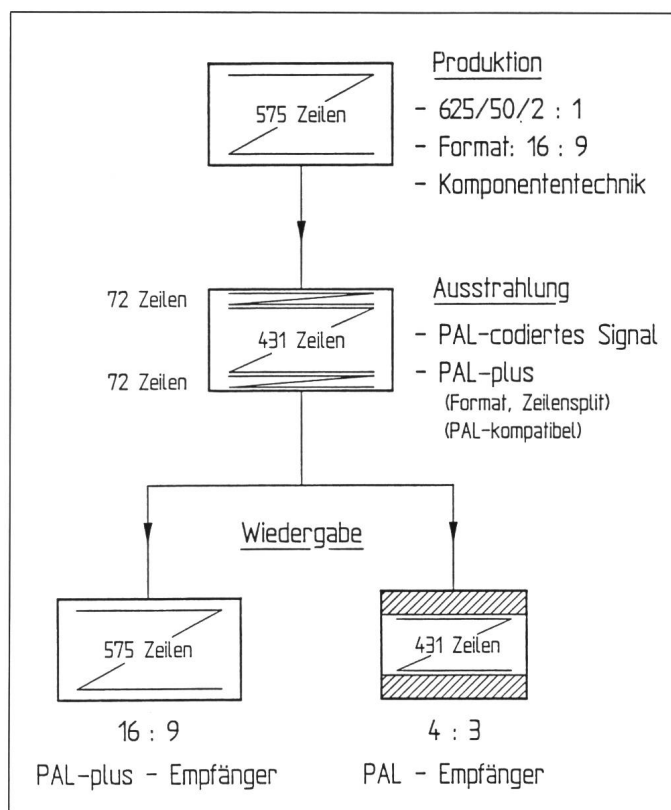 Produktion
575 Zeilen
- 625/50/2 : 1
- Format: 16 : 9
- Komponententechnik
72 Zeilen
431 Zeilen
72 Zeilen
Ausstrahlung
- PAL-codiertes Signal
- PAL-plus
(Format, Zeilensplit)
(PAL-kompatibel)
Wiedergabe
575 Zeilen
431 Zeilen
16 : 9
4 : 3
PAL-plus - Empfänger
PAL - Empfänger